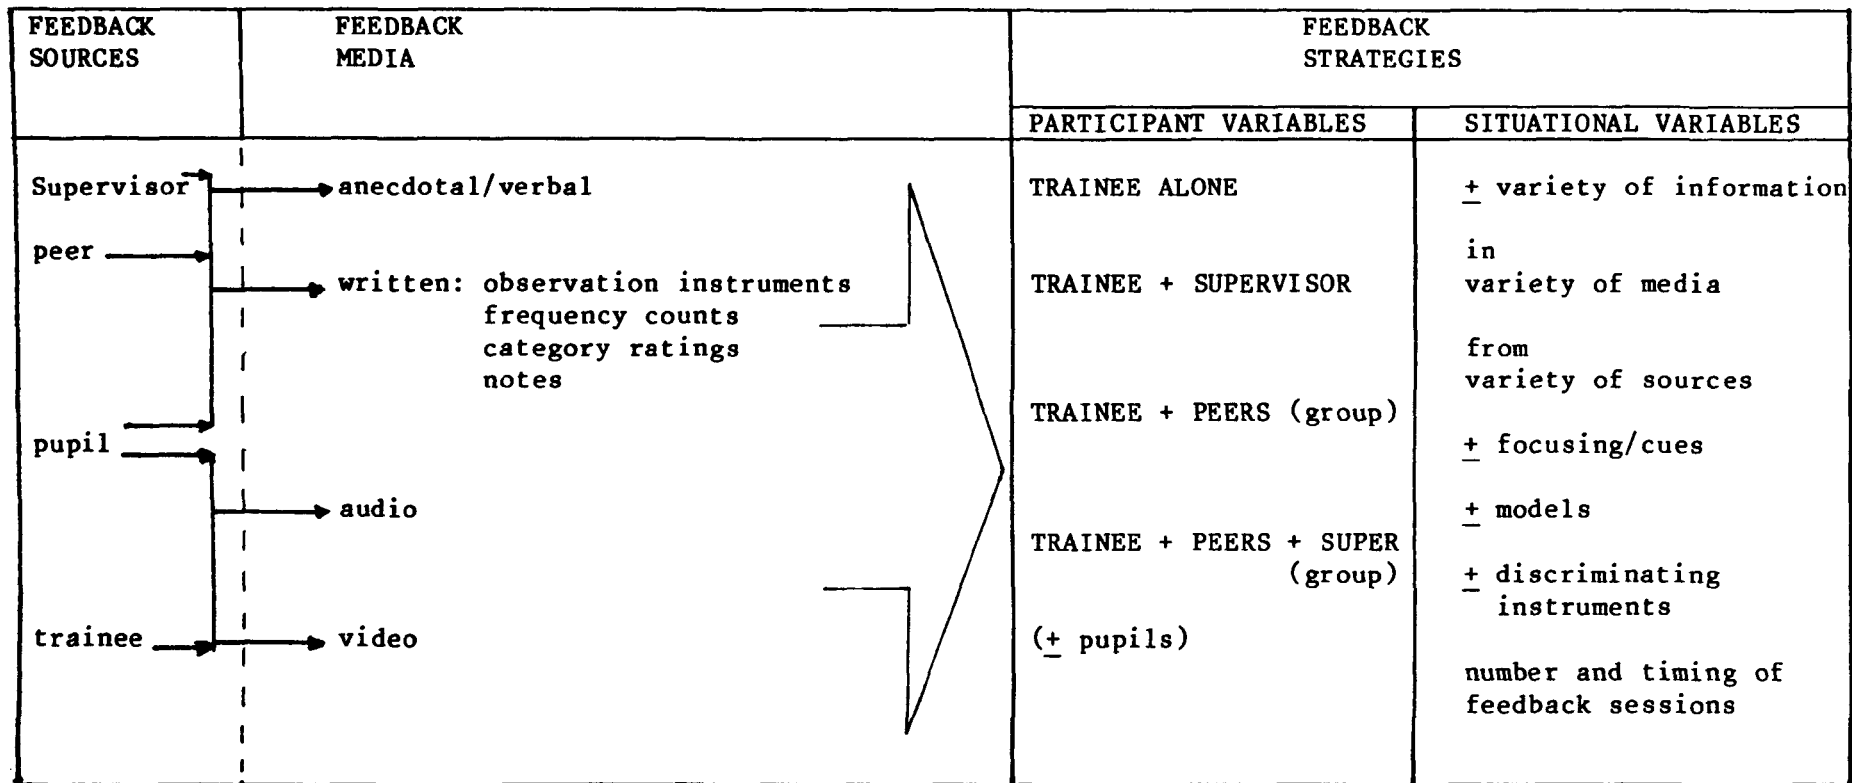 FEEDBACK
SOURCES
FEEDBACK
MEDIA
FEEDBACK
STRATEGIES
PARTICIPANT VARIABLES
SITUATIONAL VARIABLES
Supervisor
peer
pupil
trainee
anecdotal/verbal
written: observation instruments
frequency counts
category ratings
notes
audio
video
TRAINEE ALONE
TRAINEE + SUPERVISOR
TRAINEE + PEERS (group)
TRAINEE + PEERS + SUPER
(group)
(± pupils)
± variety of information
in
variety of media
from
variety of sources
± focusing/cues
± models
± discriminating
instruments
number and timing of
feedback sessions